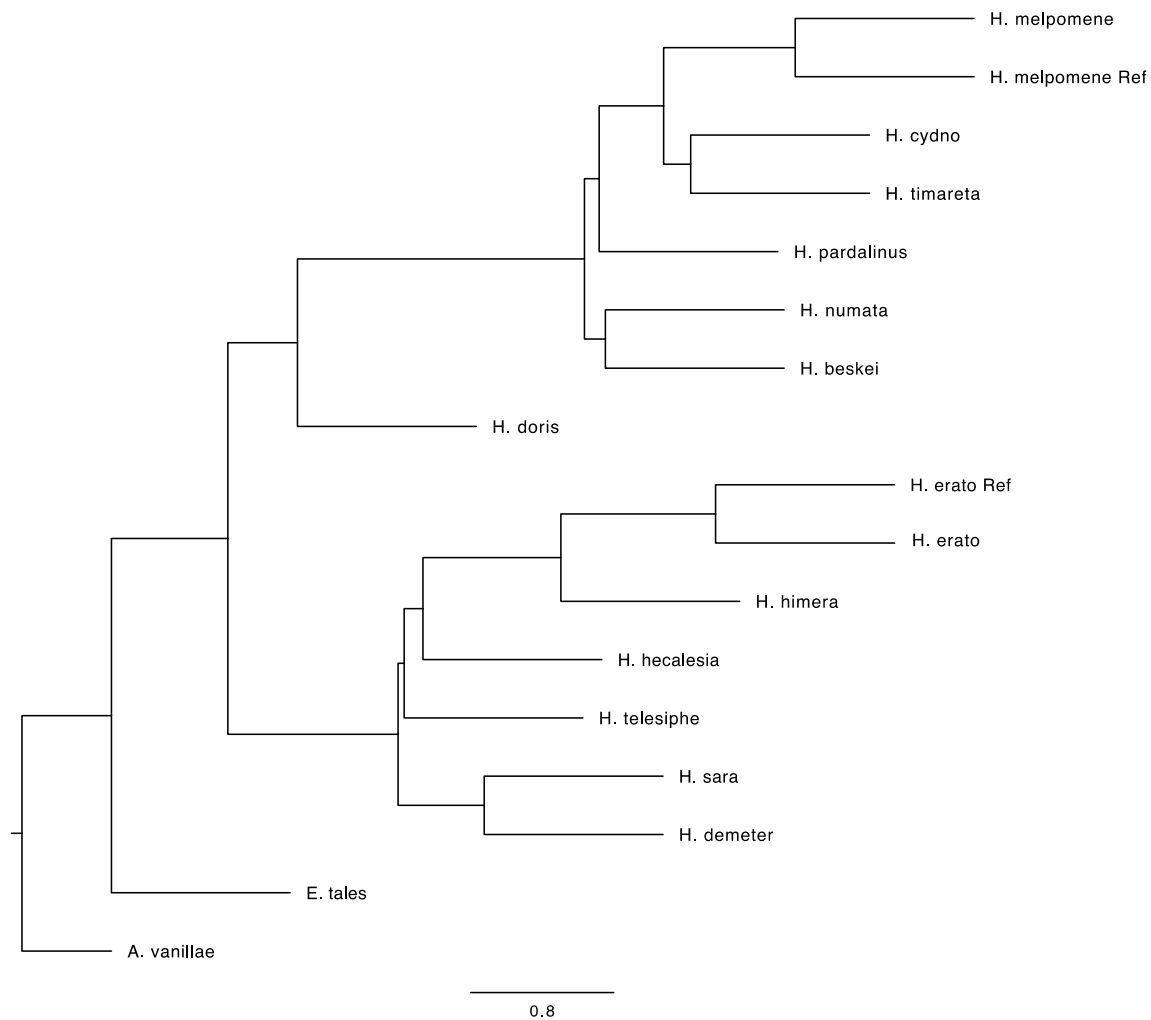 H. melpomene
H. melpomene Ref
H. cydno
H. timareta
H. pardalinus
H. numata
H. beskei
H. doris
H. erato Ref
H. erato
H. himera
H. hecalesia
H. telesiphe
H. sara
H. demeter
E. tales
A. vanillae
0.8